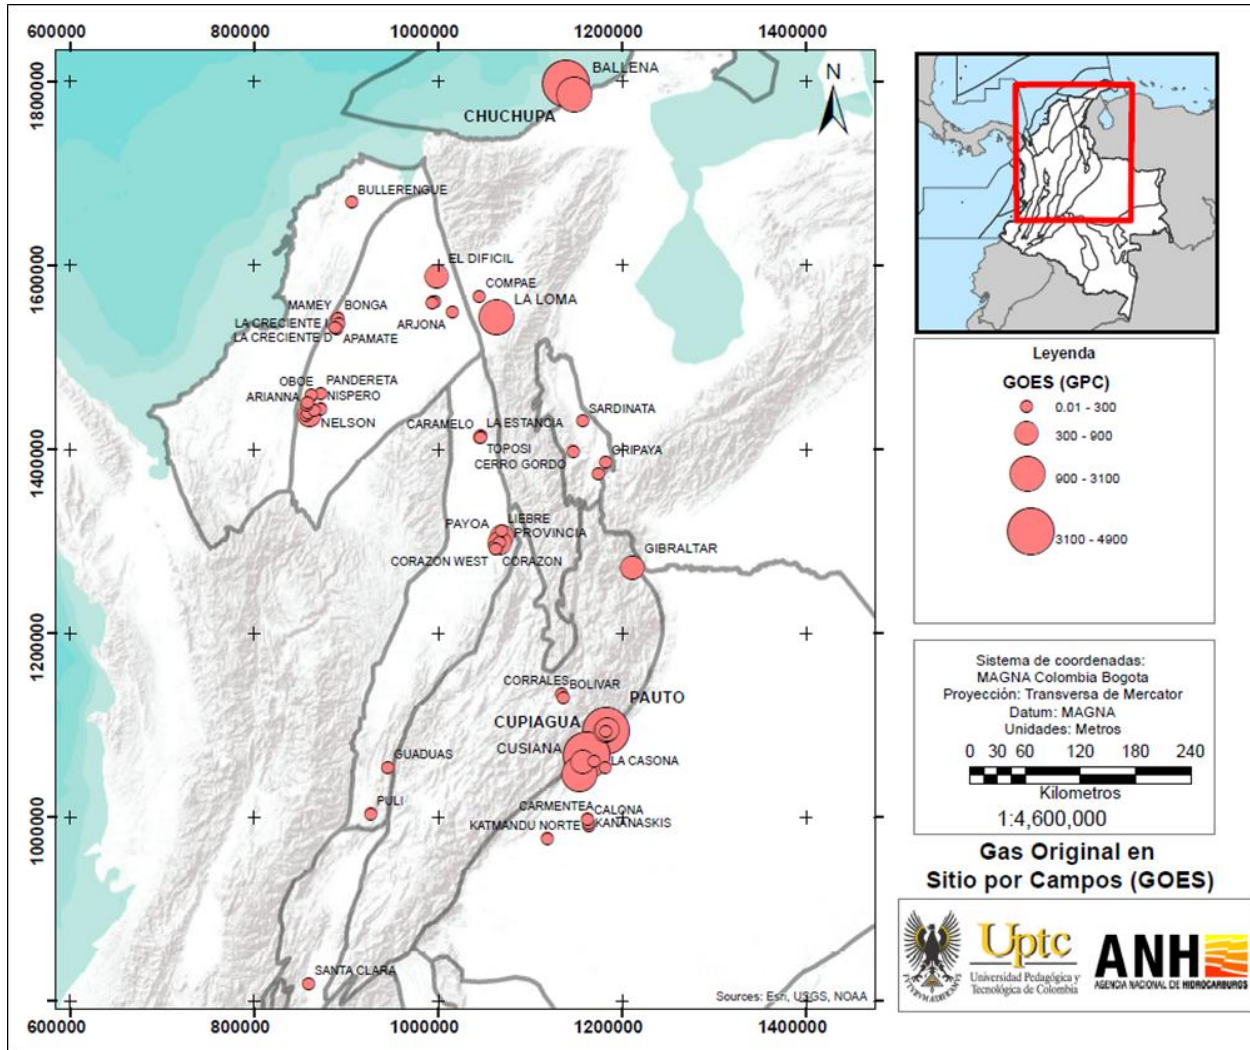 600000 800000 1000000 1200000 1400000
1800000
1600000
1400000
1200000
1000000
BALLENA
N
CHUCHUPA
BULLERENGUE
EL DIFICIL
COMPAE
LA LOMA
MAMEY BONGA
LA CRECIENTE I ARJONA
LA CRECIENTE D APAMATE
OBOE PANDERETA
ARIANNA NISPERO
NELSON
SARDINATA
CARAMELO LA ESTANCIA
TOPOSI ORIPAYA
CERRO GORDO
LIEBRE
PAYOA PROVINCIA
GIBRALTAR
CORAZON WEST CORAZON
CORRALES BOLIVAR
PAUTO
CUPIAGUA
CUSIANA
GUADUAS LA CASONA
PULI
CARMENTEA CALONA
KATMANDU NORTE KANANASKIS
SANTA CLARA
Sources: Esri, USGS, NOAA
600000 800000 1000000 1200000 1400000
Leyenda
GOES (GPC)
0.01 - 300
300 - 900
900 - 3100
3100 - 4900
Sistema de coordenadas:
MAGNA Colombia Bogota
Proyección: Transversa de Mercator
Datum: MAGNA
Unidades: Metros
0 30 60 120 180 240
Kilometros
1:4,600,000
Gas Original en
Sitio por Campos (GOES)
Uptc
Universidad Pedagógica y
Tecnológica de Colombia
ANH
AGENCIA NACIONAL DE HIDROCARBUROS